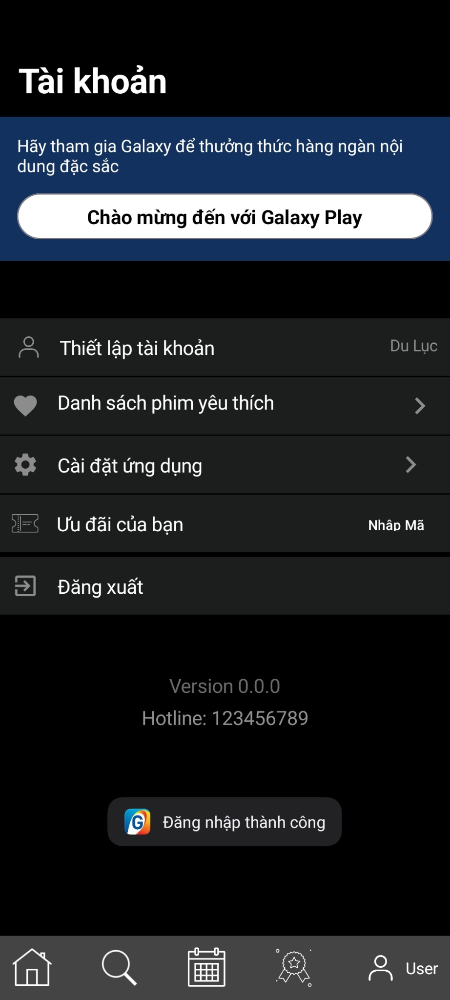 Tài khoản
Hãy tham gia Galaxy để thưởng thức hàng ngàn nội
dung đặc sắc
Chào mừng đến với Galaxy Play
Thiết lập tài khoản
Du Lục
Danh sách phim yêu thích
Cài đặt ứng dụng
Ưu đãi của bạn
Nhập Mã
Đăng xuất
Version 0.0.0
Hotline: 123456789
G
Đăng nhập thành công
User